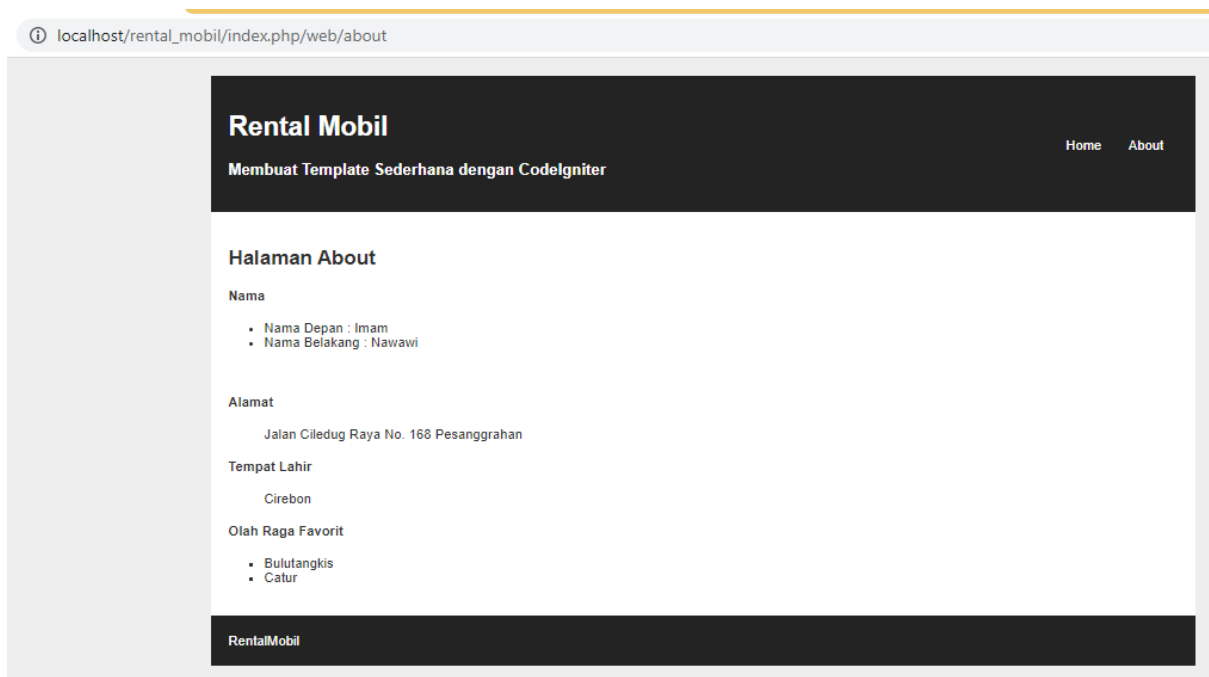 localhost/rental_mobil/index.php/web/about
Rental Mobil
Membuat Template Sederhana dengan CodeIgniter
Home About
Halaman About
Nama
Nama Depan : Imam
Nama Belakang : Nawawi
Alamat
Jalan Ciledug Raya No. 168 Pesanggrahan
Tempat Lahir
Cirebon
Olah Raga Favorit
Bulutangkis
Catur
RentalMobil